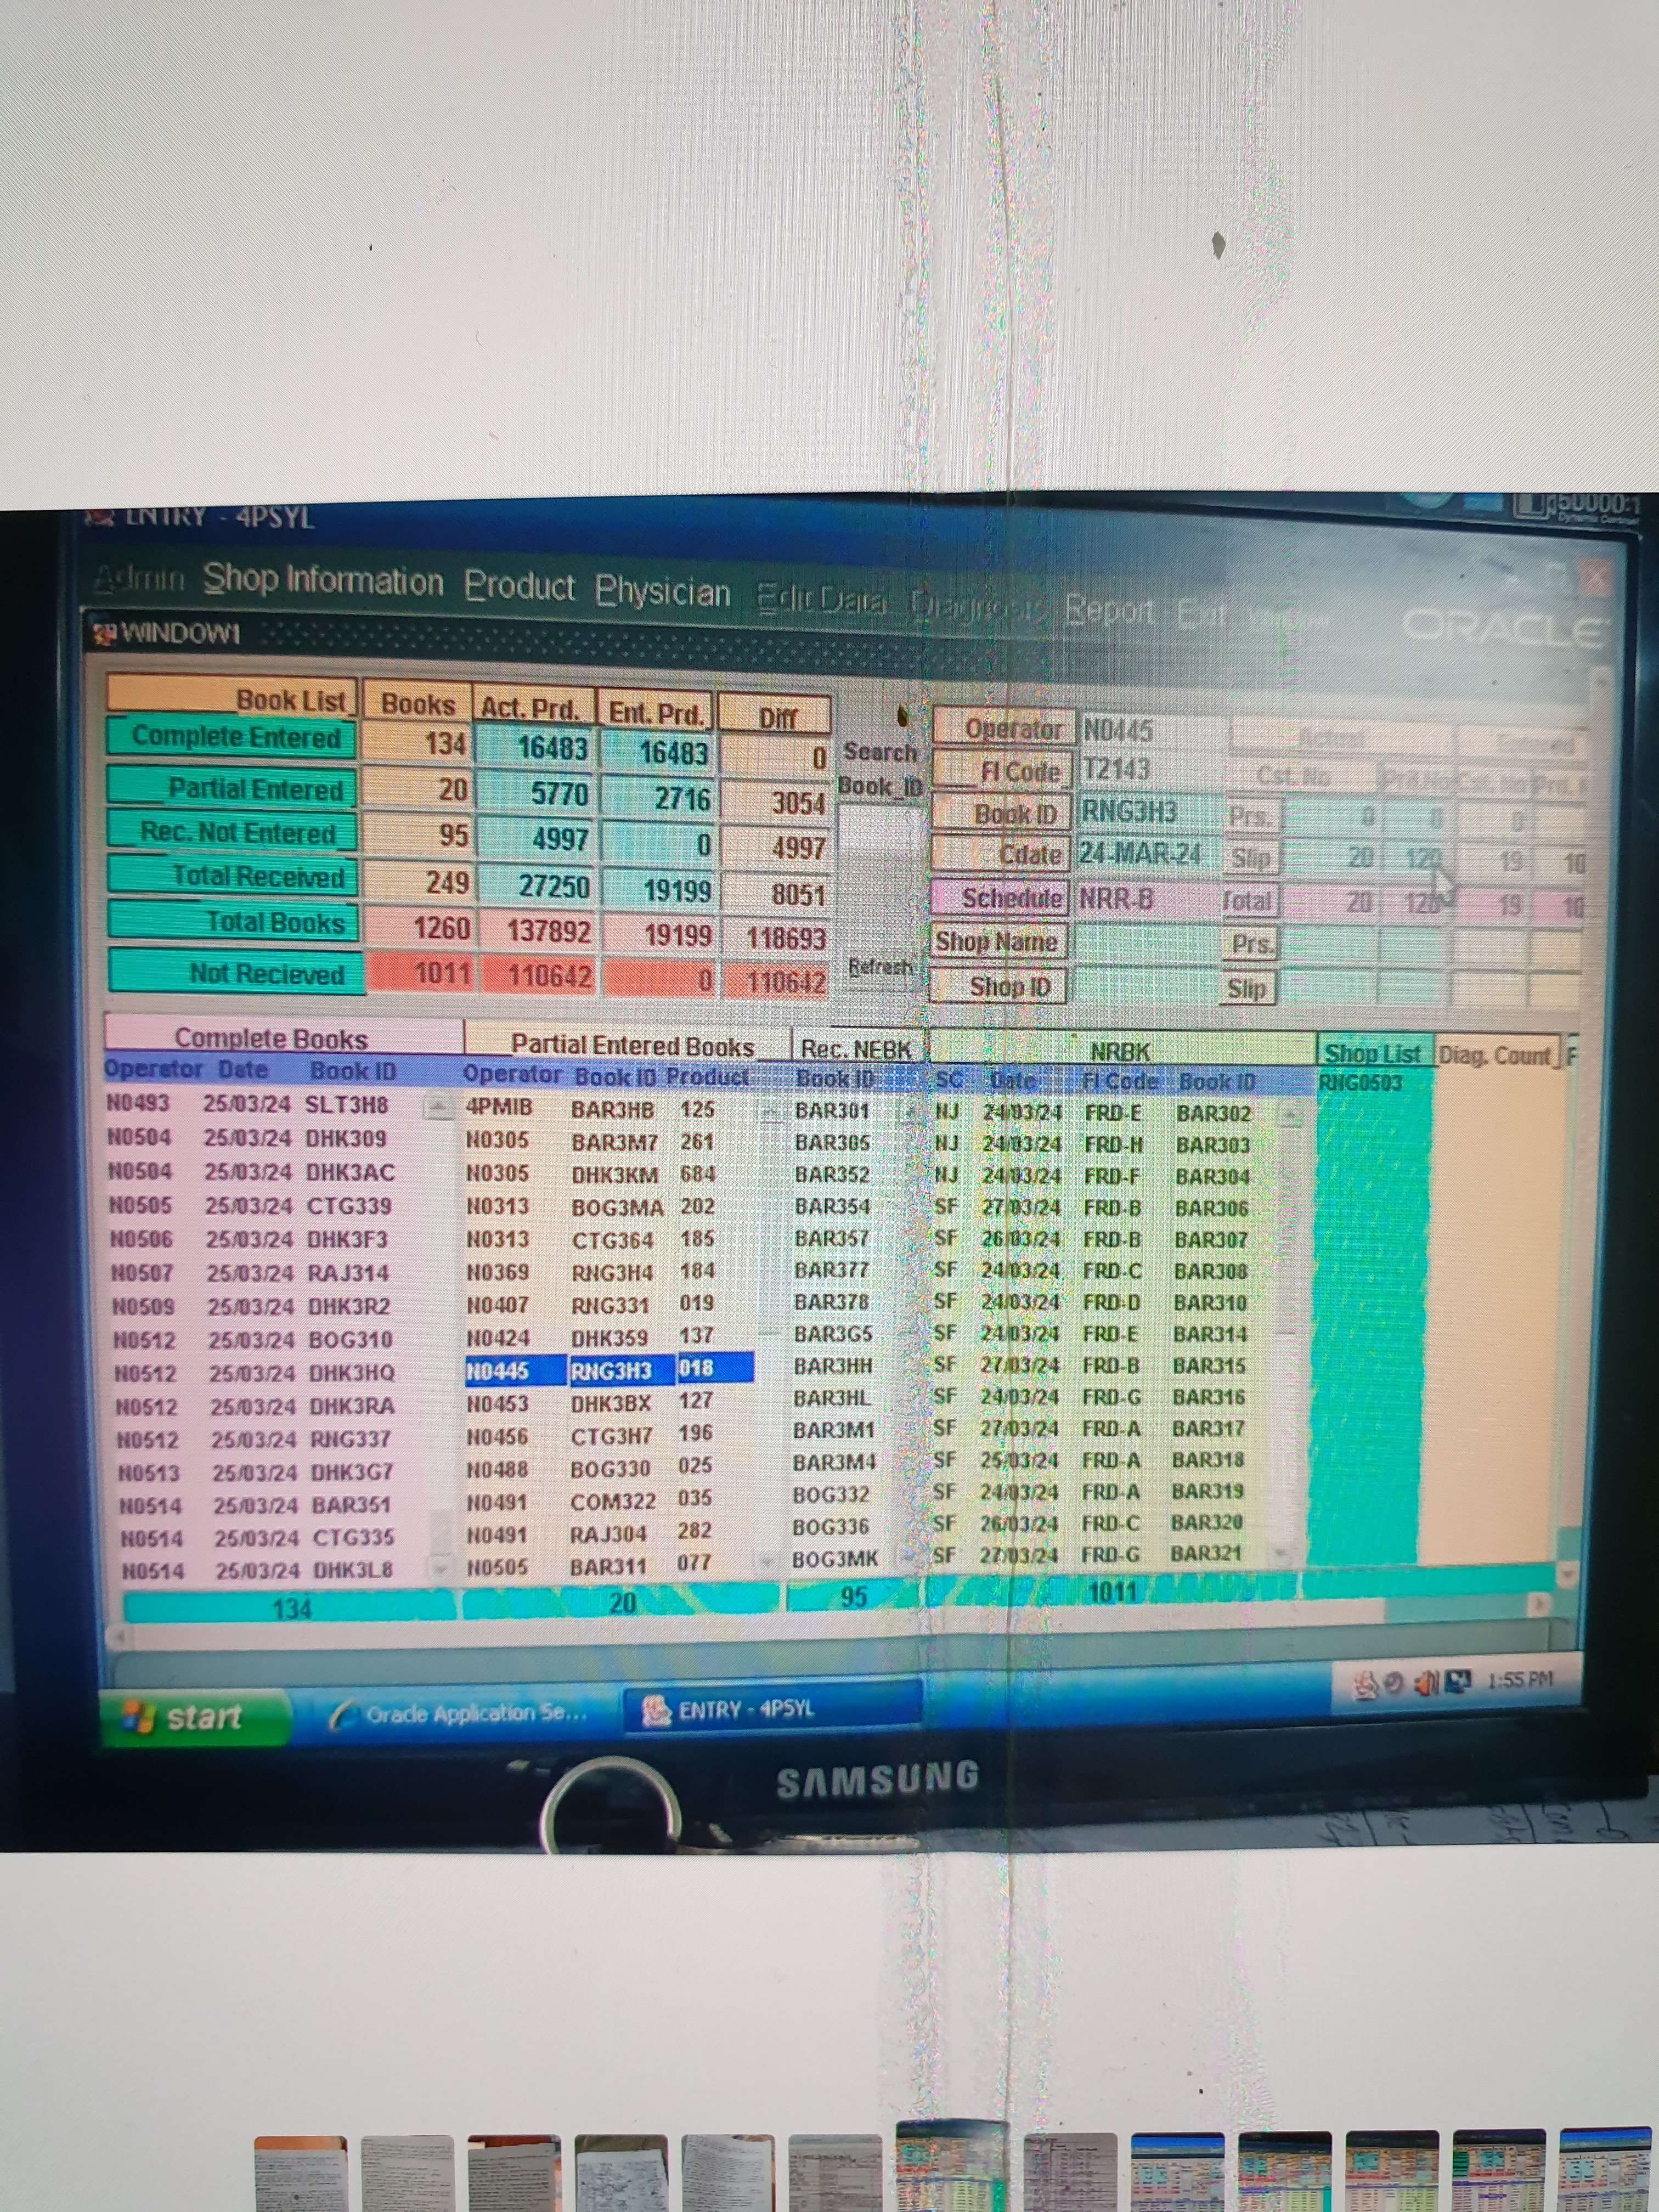 ENTRY - 4PSYL
Admin Shop Information Product Physician Edit Data Diagnosis Report Exit Window
ORACLE
WINDOW1
Book List Books Act. Prd. Ent. Prd. Diff
Complete Entered 134 16483 16483 0
Partial Entered 20 5770 2716 3054
Rec. Not Entered 95 4997 0 4997
Total Received 249 27250 19199 8051
Total Books 1260 137892 19199 118693
Not Recieved 1011 110642 0 110642
Search
Book_ID
Refresh
Actual Entered
Operator N0445 Cst. No Prd.No Cst. No Prd.
FI Code T2143
Book ID RNG3H3 Prs. 0 0 0
Cdate 24-MAR-24 Slip 20 120 19 10
Schedule NRR-B Total 20 120 19 10
Shop Name Prs.
Shop ID Slip
Complete Books Partial Entered Books Rec. NEBK NRBK Shop List Diag. Count F
Operator Date Book ID Operator Book ID Product Book ID SC Date FI Code Book ID RNG0503
N0493 25/03/24 SLT3H8 4PMIB BAR3HB 125 BAR301 NJ 24/03/24 FRD-E BAR302
N0504 25/03/24 DHK309 N0305 BAR3M7 261 BAR305 NJ 24/03/24 FRD-H BAR303
N0504 25/03/24 DHK3AC N0305 DHK3KM 684 BAR352 NJ 24/03/24 FRD-F BAR304
N0505 25/03/24 CTG339 N0313 BOG3MA 202 BAR354 SF 27/03/24 FRD-B BAR306
N0506 25/03/24 DHK3F3 N0313 CTG364 185 BAR357 SF 26/03/24 FRD-B BAR307
N0507 25/03/24 RAJ314 N0369 RNG3H4 184 BAR377 SF 24/03/24 FRD-C BAR308
N0509 25/03/24 DHK3R2 N0407 RNG331 019 BAR378 SF 24/03/24 FRD-D BAR310
N0512 25/03/24 BOG310 N0424 DHK359 137 BAR3G5 SF 24/03/24 FRD-E BAR314
N0512 25/03/24 DHK3HQ N0445 RNG3H3 018 BAR3HH SF 27/03/24 FRD-B BAR315
N0512 25/03/24 DHK3RA N0453 DHK3BX 127 BAR3HL SF 24/03/24 FRD-G BAR316
N0512 25/03/24 RNG337 N0456 CTG3H7 196 BAR3M1 SF 27/03/24 FRD-A BAR317
N0513 25/03/24 DHK3G7 N0488 BOG330 025 BAR3M4 SF 25/03/24 FRD-A BAR318
N0514 25/03/24 BAR351 N0491 COM322 035 BOG332 SF 24/03/24 FRD-A BAR319
N0514 25/03/24 CTG335 N0491 RAJ304 282 BOG336 SF 26/03/24 FRD-C BAR320
N0514 25/03/24 DHK3L8 N0505 BAR311 077 BOG3MK SF 27/03/24 FRD-G BAR321
134 20 95 1011
start Oracle Application Se... ENTRY - 4PSYL 1:55 PM
SAMSUNG